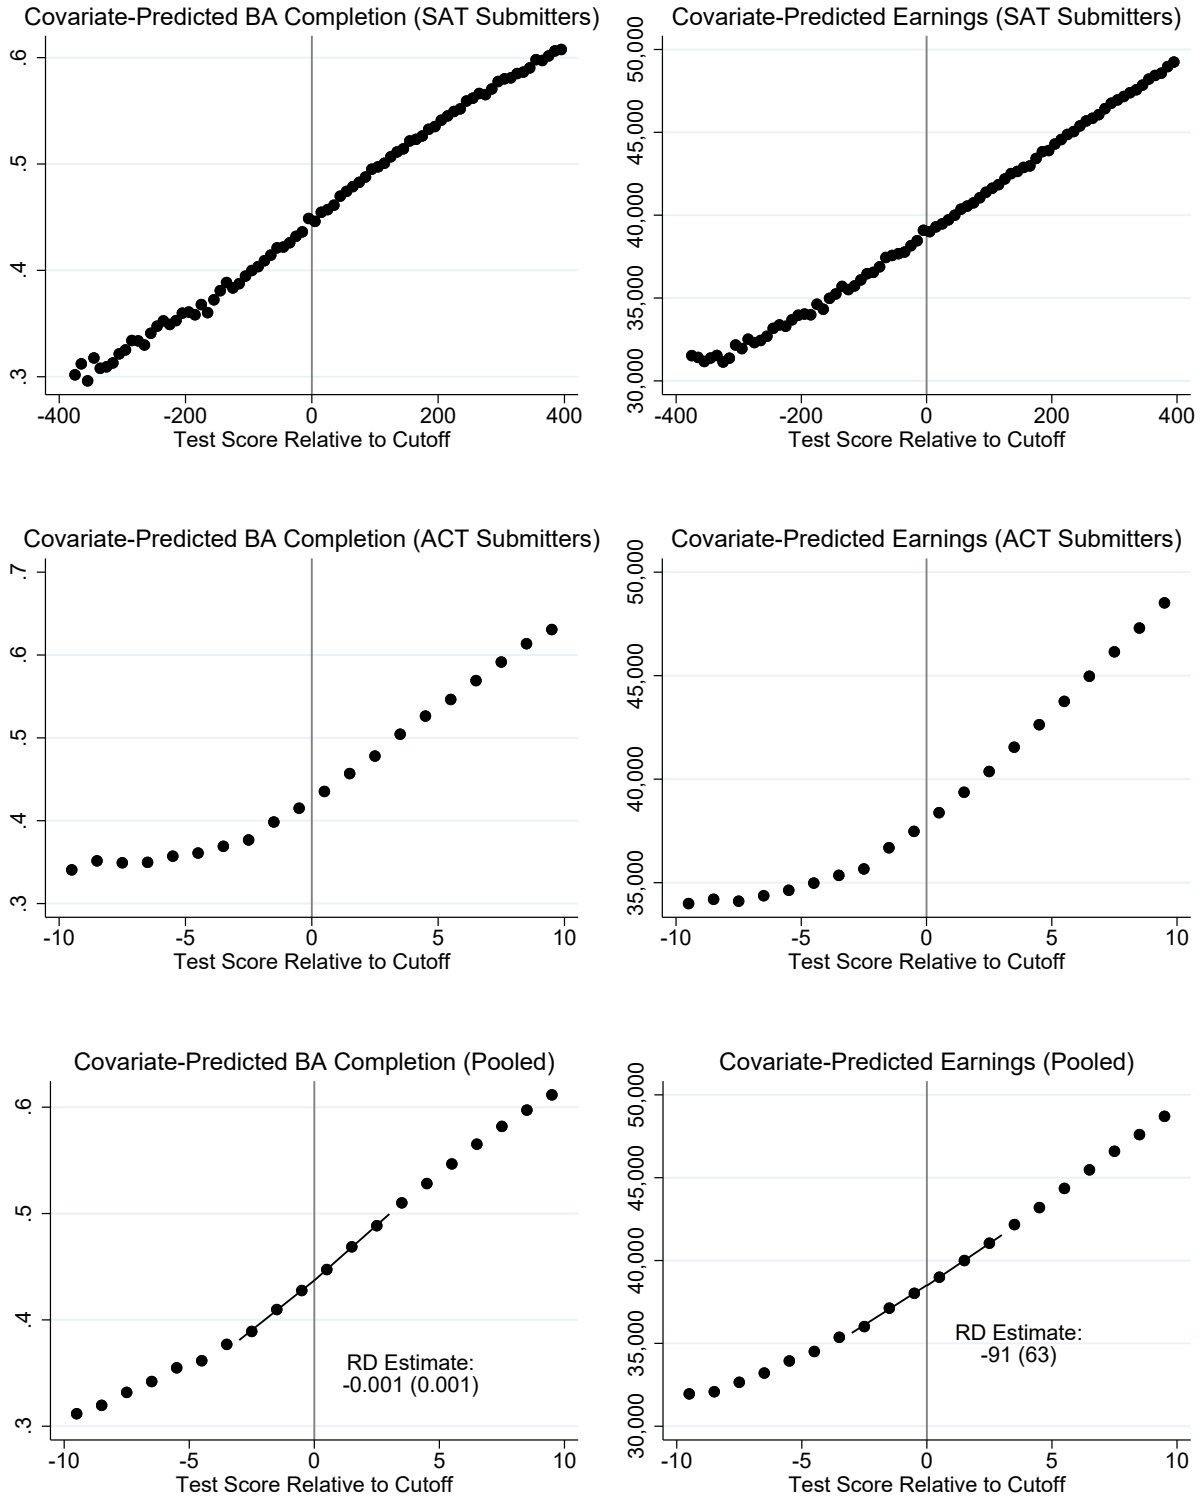 Covariate-Predicted BA Completion (SAT Submitters)
.6
.5
.4
.3
-400 -200 0 200 400
Test Score Relative to Cutoff
Covariate-Predicted Earnings (SAT Submitters)
50,000
45,000
40,000
35,000
30,000
-400 -200 0 200 400
Test Score Relative to Cutoff
Covariate-Predicted BA Completion (ACT Submitters)
.7
.6
.5
.4
.3
-10 -5 0 5 10
Test Score Relative to Cutoff
Covariate-Predicted Earnings (ACT Submitters)
50,000
45,000
40,000
35,000
-10 -5 0 5 10
Test Score Relative to Cutoff
Covariate-Predicted BA Completion (Pooled)
.6
.5
.4
.3
RD Estimate:
-0.001 (0.001)
-10 -5 0 5 10
Test Score Relative to Cutoff
Covariate-Predicted Earnings (Pooled)
50,000
45,000
40,000
35,000
30,000
RD Estimate:
-91 (63)
-10 -5 0 5 10
Test Score Relative to Cutoff